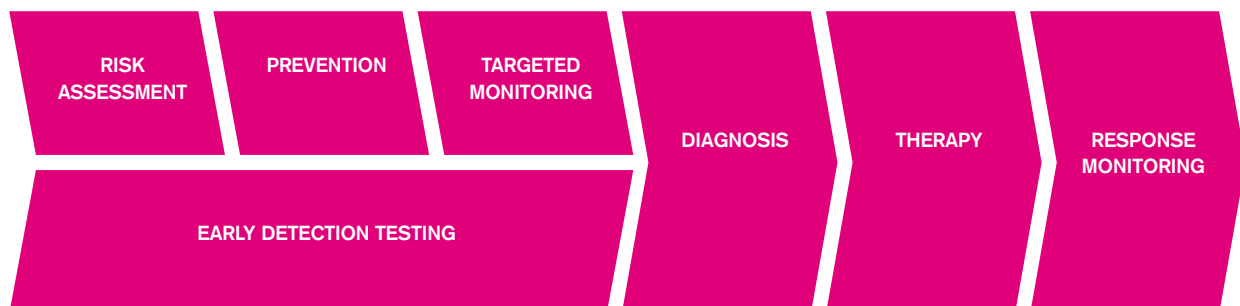 RISK
ASSESSMENT
PREVENTION
TARGETED
MONITORING
DIAGNOSIS
THERAPY
RESPONSE
MONITORING
EARLY DETECTION TESTING